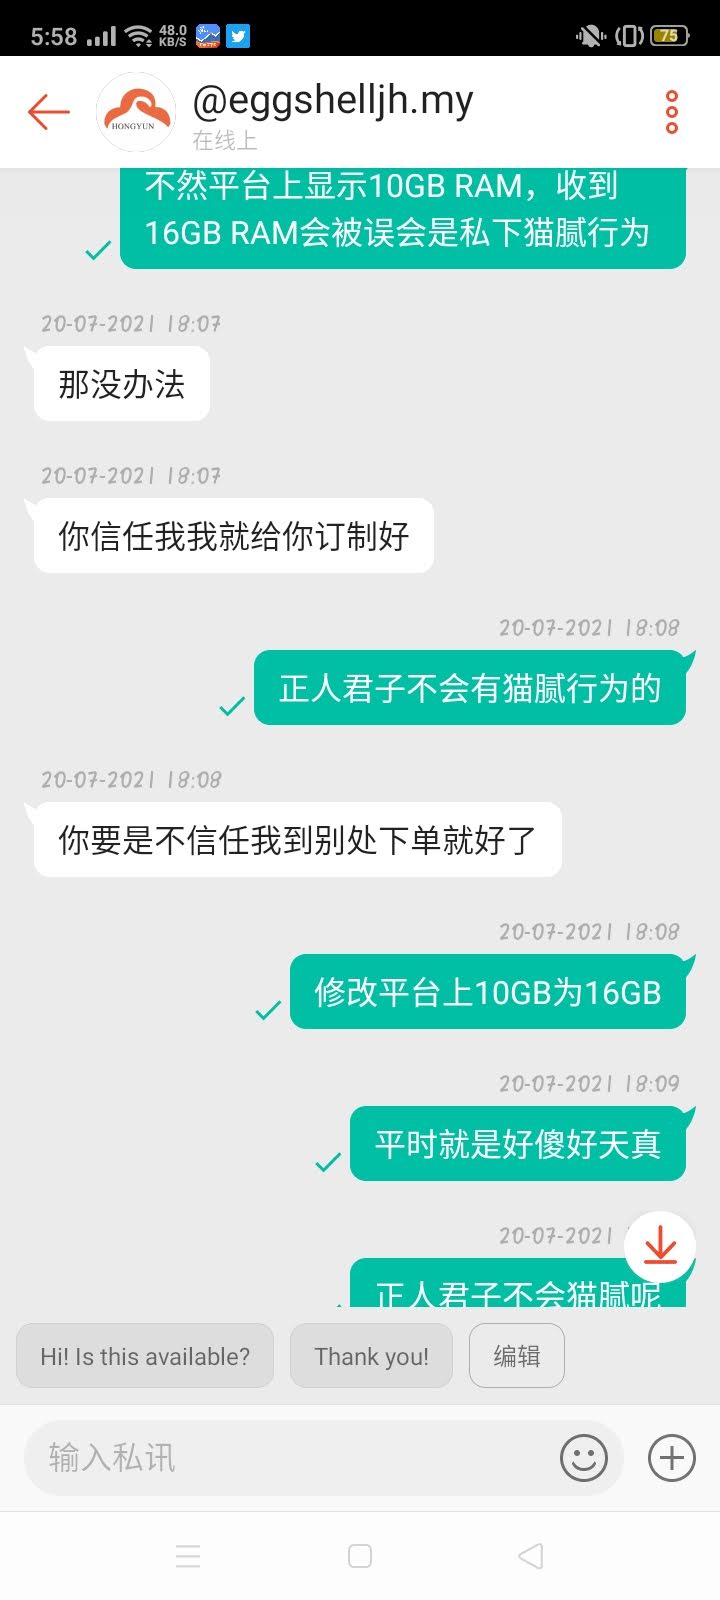 5:58
48.0
KB/S
75
@eggshelljh.my
HONGYUN
在线上
不然平台上显示10GB RAM，收到
16GB RAM会被误会是私下猫腻行为
20-07-2021 18:07
那没办法
20-07-2021 18:07
你信任我我就给你订制好
20-07-2021 18:08
正人君子不会有猫腻行为的
20-07-2021 18:08
你要是不信任我到别处下单就好了
20-07-2021 18:08
修改平台上10GB为16GB
20-07-2021 18:09
平时就是好傻好天真
20-07-2021
正人君子不会猫腻呢
Hi! Is this available?
Thank you!
编辑
输入私讯